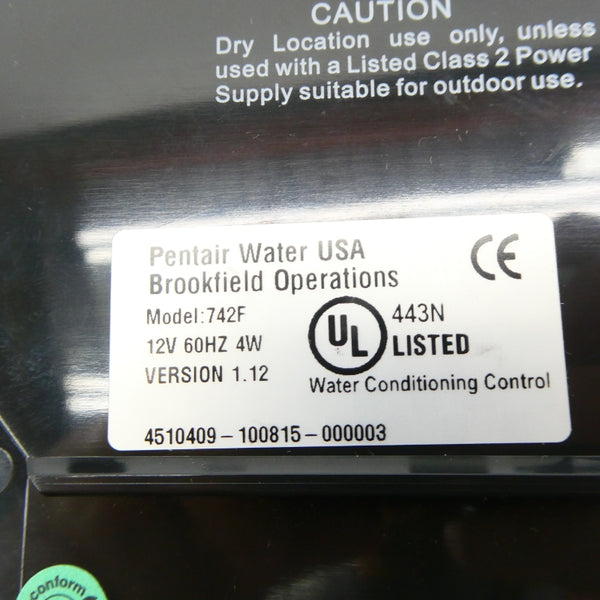 CAUTION
Dry Location use only, unless
used with a Listed Class 2 Power
Supply suitable for outdoor use.
Pentair Water USA
Brookfield Operations
CE
Model:742F
12V 60HZ 4W
VERSION 1.12
UL
443N
LISTED
Water Conditioning Control
4510409-100815-000003
conform